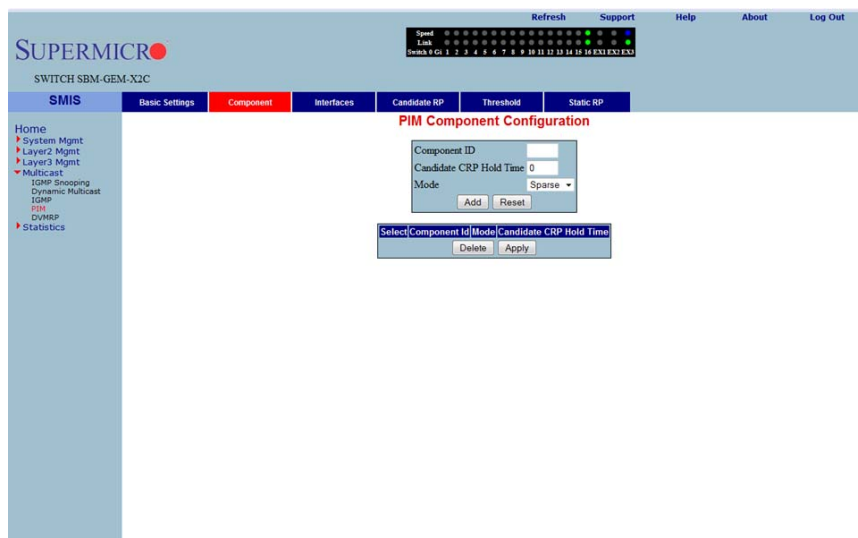 Refresh Support Help About Log Out
SUPERMICRO
SWITCH SBM-GEM-X2C
Speed
Link
Switch 0 Gi 1 2 3 4 5 6 7 8 9 10 11 12 13 14 15 16 EX1 EX2 EX3
SMIS
Basic Settings Component Interfaces Candidate RP Threshold Static RP
Home
System Mgmt
Layer2 Mgmt
Layer3 Mgmt
Multicast
IGMP Snooping
Dynamic Multicast
IGMP
PIM
DVMRP
Statistics
PIM Component Configuration
Component ID
Candidate CRP Hold Time 0
Mode Sparse
Add Reset
Select Component Id Mode Candidate CRP Hold Time
Delete Apply